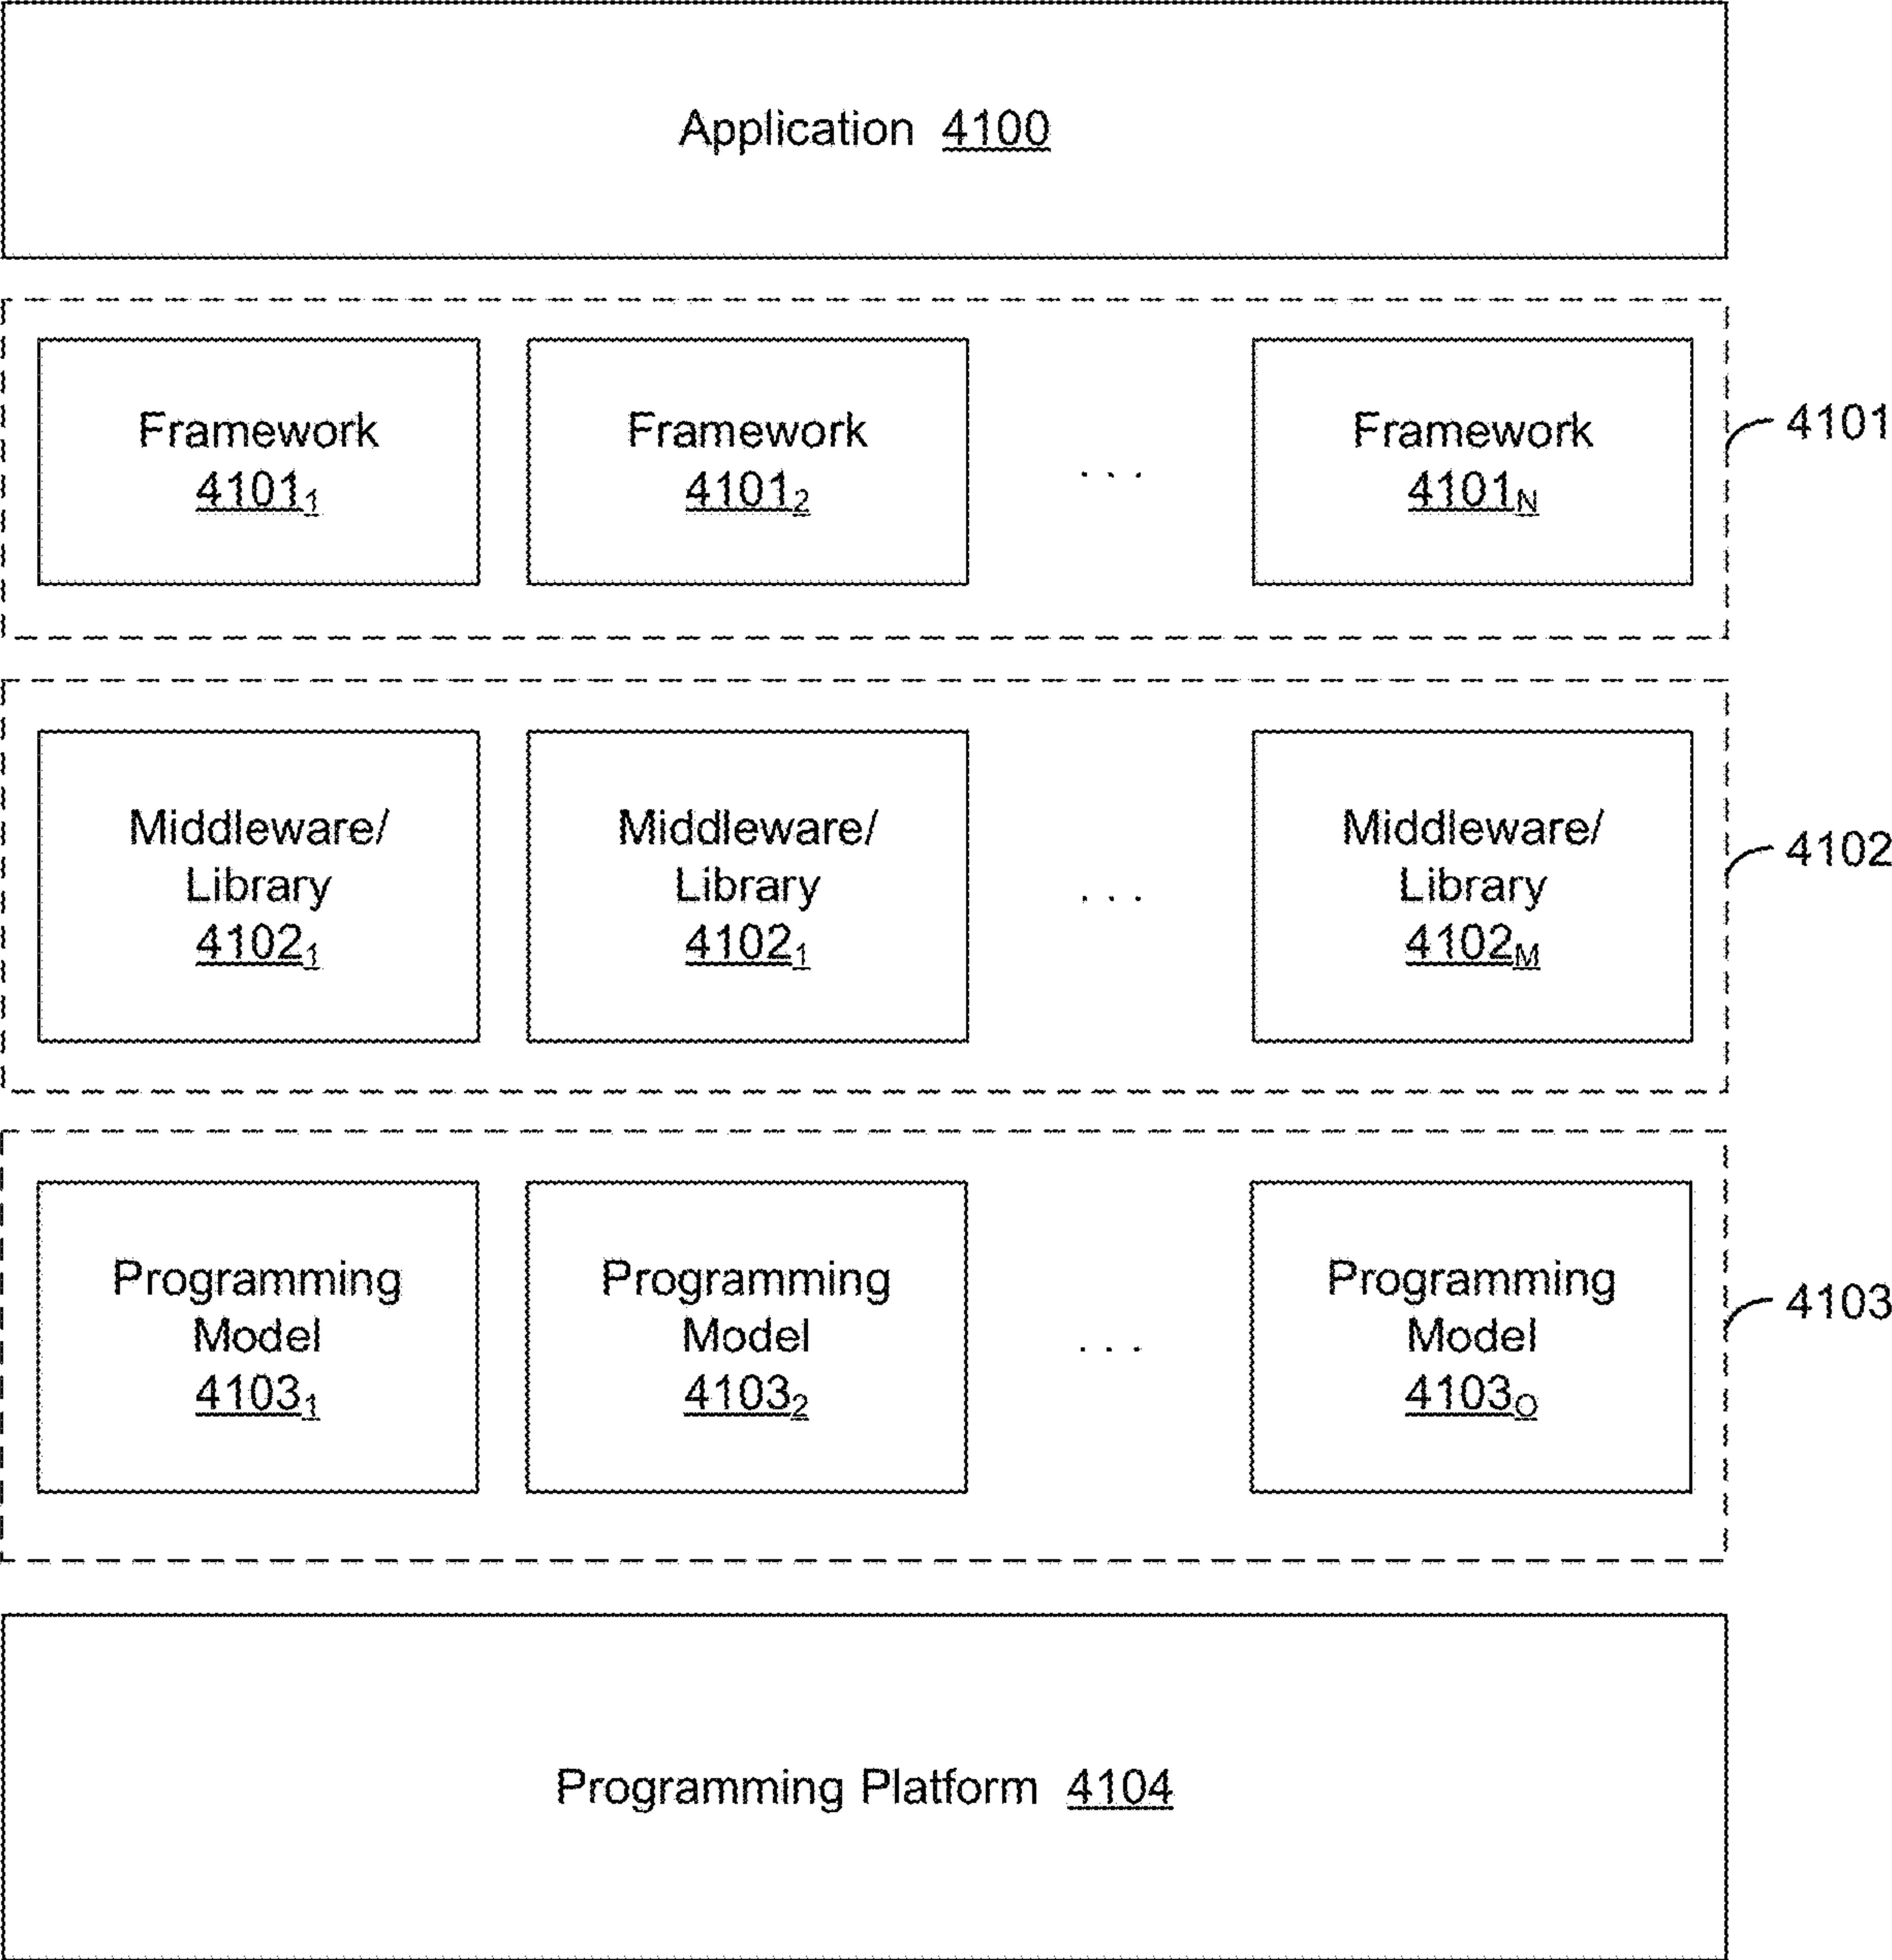 Application 4100
Framework
4101₁
Framework
4101₂
. . .
Framework
4101N
4101
Middleware/
Library
4102₁
Middleware/
Library
4102₁
. . .
Middleware/
Library
4102M
4102
Programming
Model
4103₁
Programming
Model
4103₂
. . .
Programming
Model
4103O
4103
Programming Platform 4104